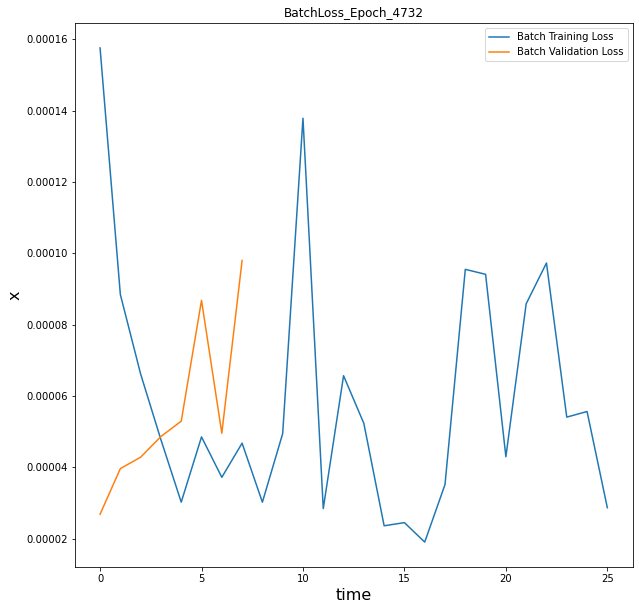 BatchLoss_Epoch_4732
Batch Training Loss
Batch Validation Loss
0.00016
0.00014
0.00012
0.00010
0.00008
0.00006
0.00004
0.00002
x
0 5 10 15 20 25
time